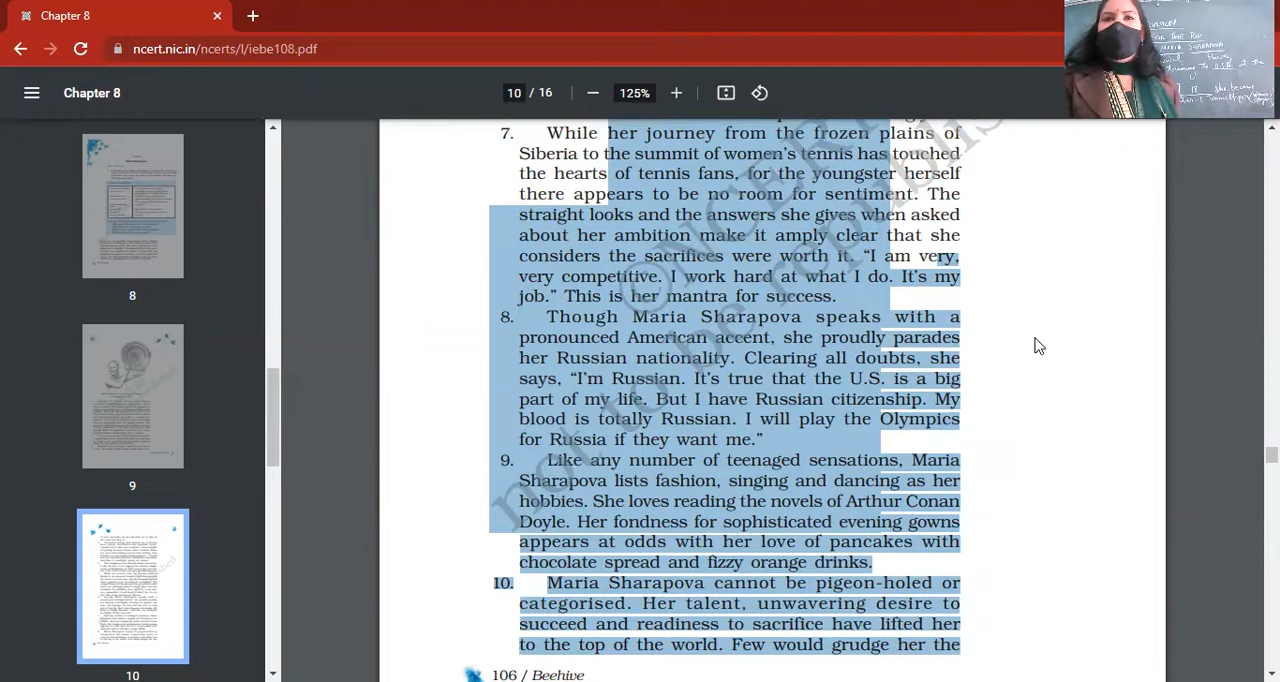 Chapter 8
ncert.nic.in/ncerts/l/iebe108.pdf
Chapter 8
10 / 16
125%
8
9
10
7. While her journey from the frozen plains of
Siberia to the summit of women's tennis has touched
the hearts of tennis fans, for the youngster herself
there appears to be no room for sentiment. The
straight looks and the answers she gives when asked
about her ambition make it amply clear that she
considers the sacrifices were worth it. “I am very,
very competitive. I work hard at what I do. It's my
job.” This is her mantra for success.
8. Though Maria Sharapova speaks with a
pronounced American accent, she proudly parades
her Russian nationality. Clearing all doubts, she
says, “I'm Russian. It's true that the U.S. is a big
part of my life. But I have Russian citizenship. My
blood is totally Russian. I will play the Olympics
for Russia if they want me.”
9. Like any number of teenaged sensations, Maria
Sharapova lists fashion, singing and dancing as her
hobbies. She loves reading the novels of Arthur Conan
Doyle. Her fondness for sophisticated evening gowns
appears at odds with her love of pancakes with
chocolate spread and fizzy orange drinks.
10. Maria Sharapova cannot be pigeon-holed or
categorised. Her talent, unwavering desire to
succeed and readiness to sacrifice have lifted her
to the top of the world. Few would grudge her the
106 / Beehive
not to be republis
MARIA SHARAPOVA